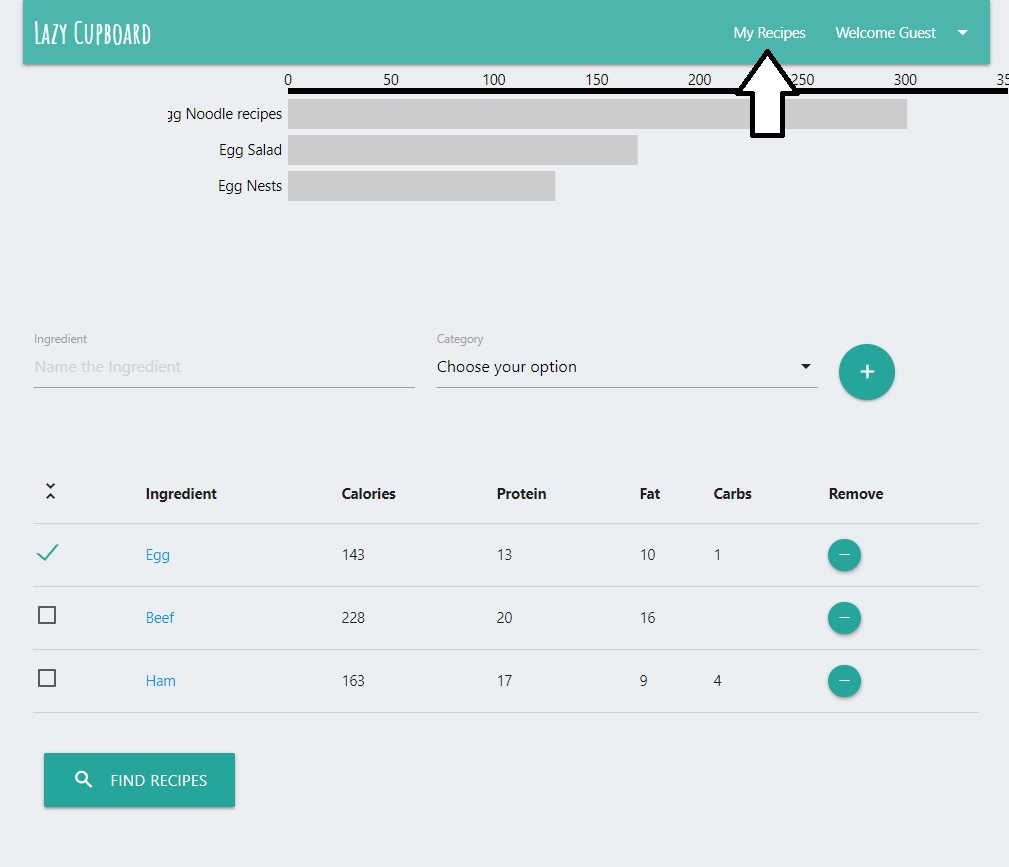 Lazy Cupboard My Recipes Welcome Guest
0 50 100 150 200 250 300 35
gg Noodle recipes
Egg Salad
Egg Nests
Ingredient Category
Name the Ingredient Choose your option +
Ingredient Calories Protein Fat Carbs Remove
Egg 143 13 10 1
Beef 228 20 16
Ham 163 17 9 4
FIND RECIPES